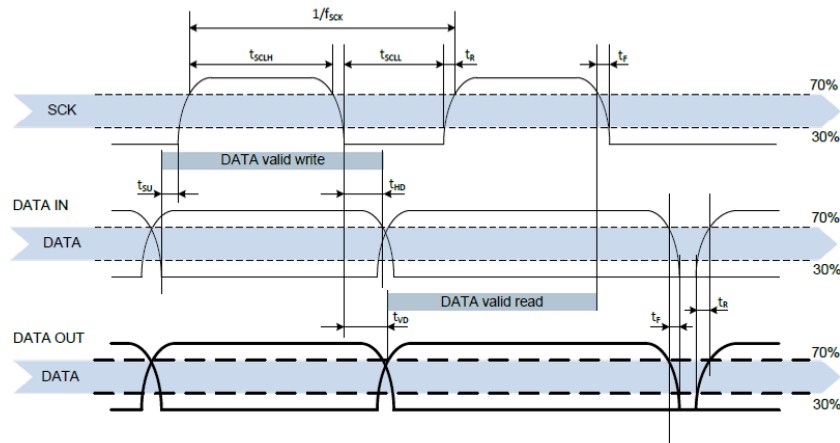 1/fSCK
tSCLH
tSCLL
tR
tF
70%
SCK
30%
DATA valid write
tSU
tHD
DATA IN
70%
DATA
30%
DATA valid read
tVD
tF
tR
DATA OUT
70%
DATA
30%